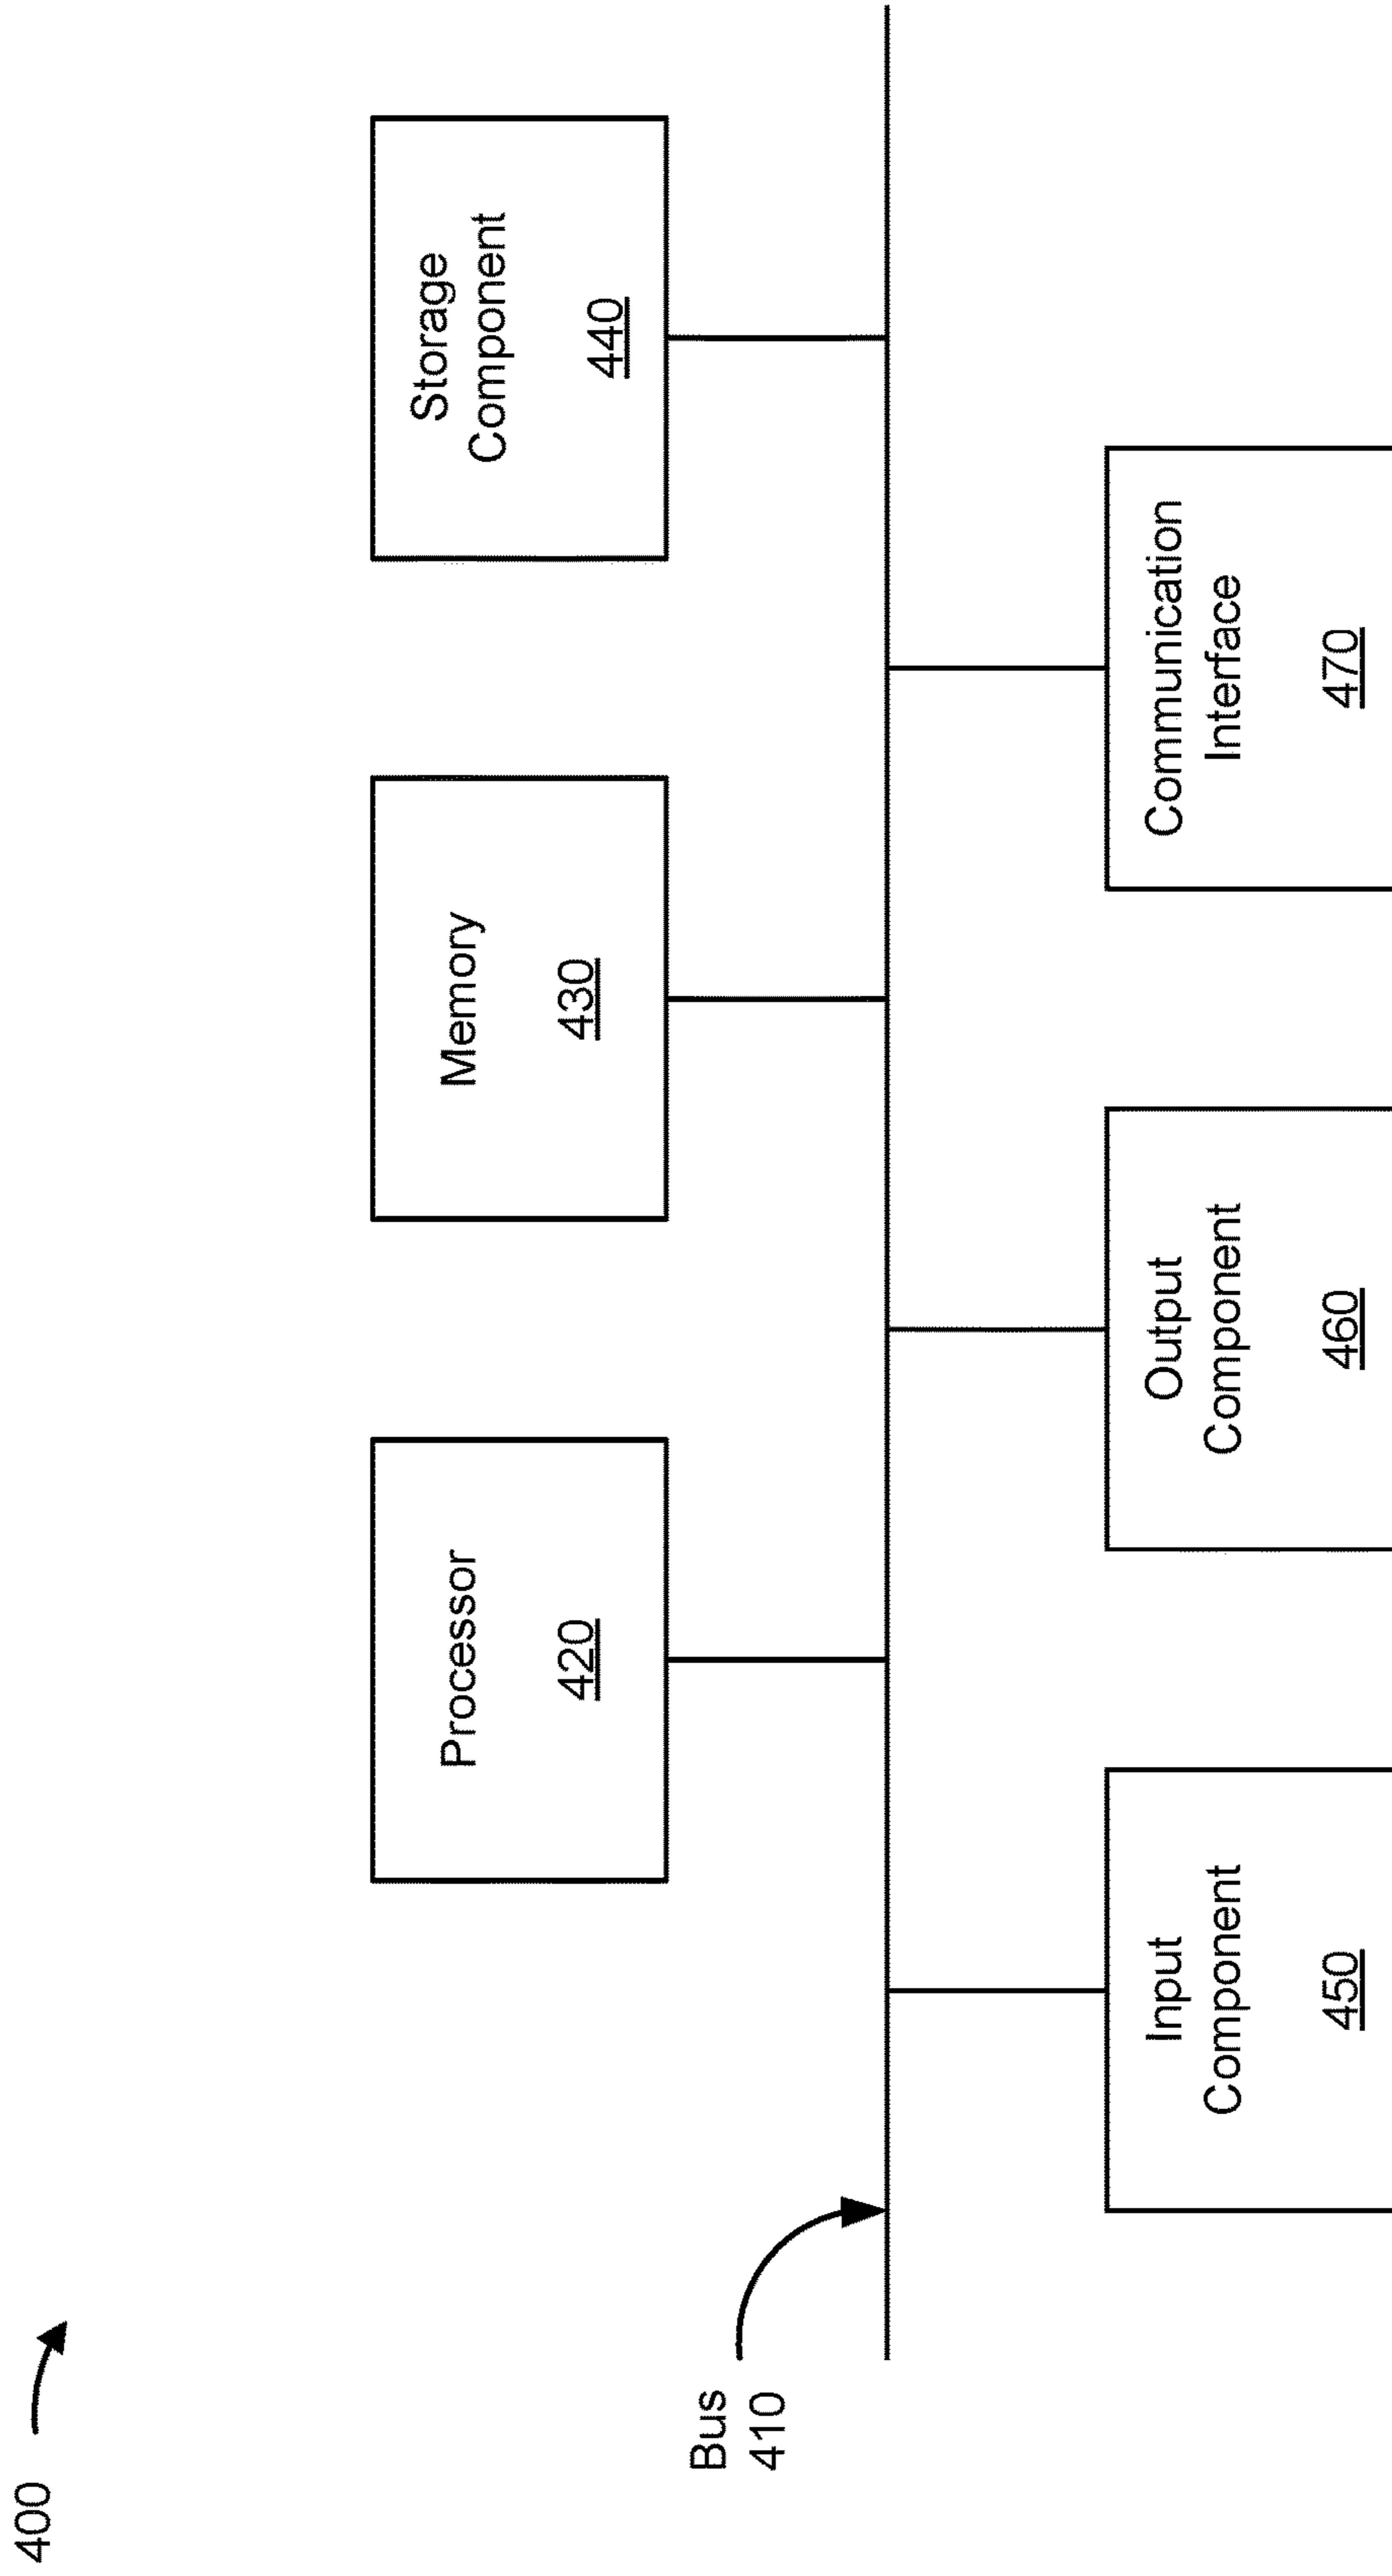 400
Processor
420
Memory
430
Storage
Component
440
Bus
410
Input
Component
450
Output
Component
460
Communication
Interface
470